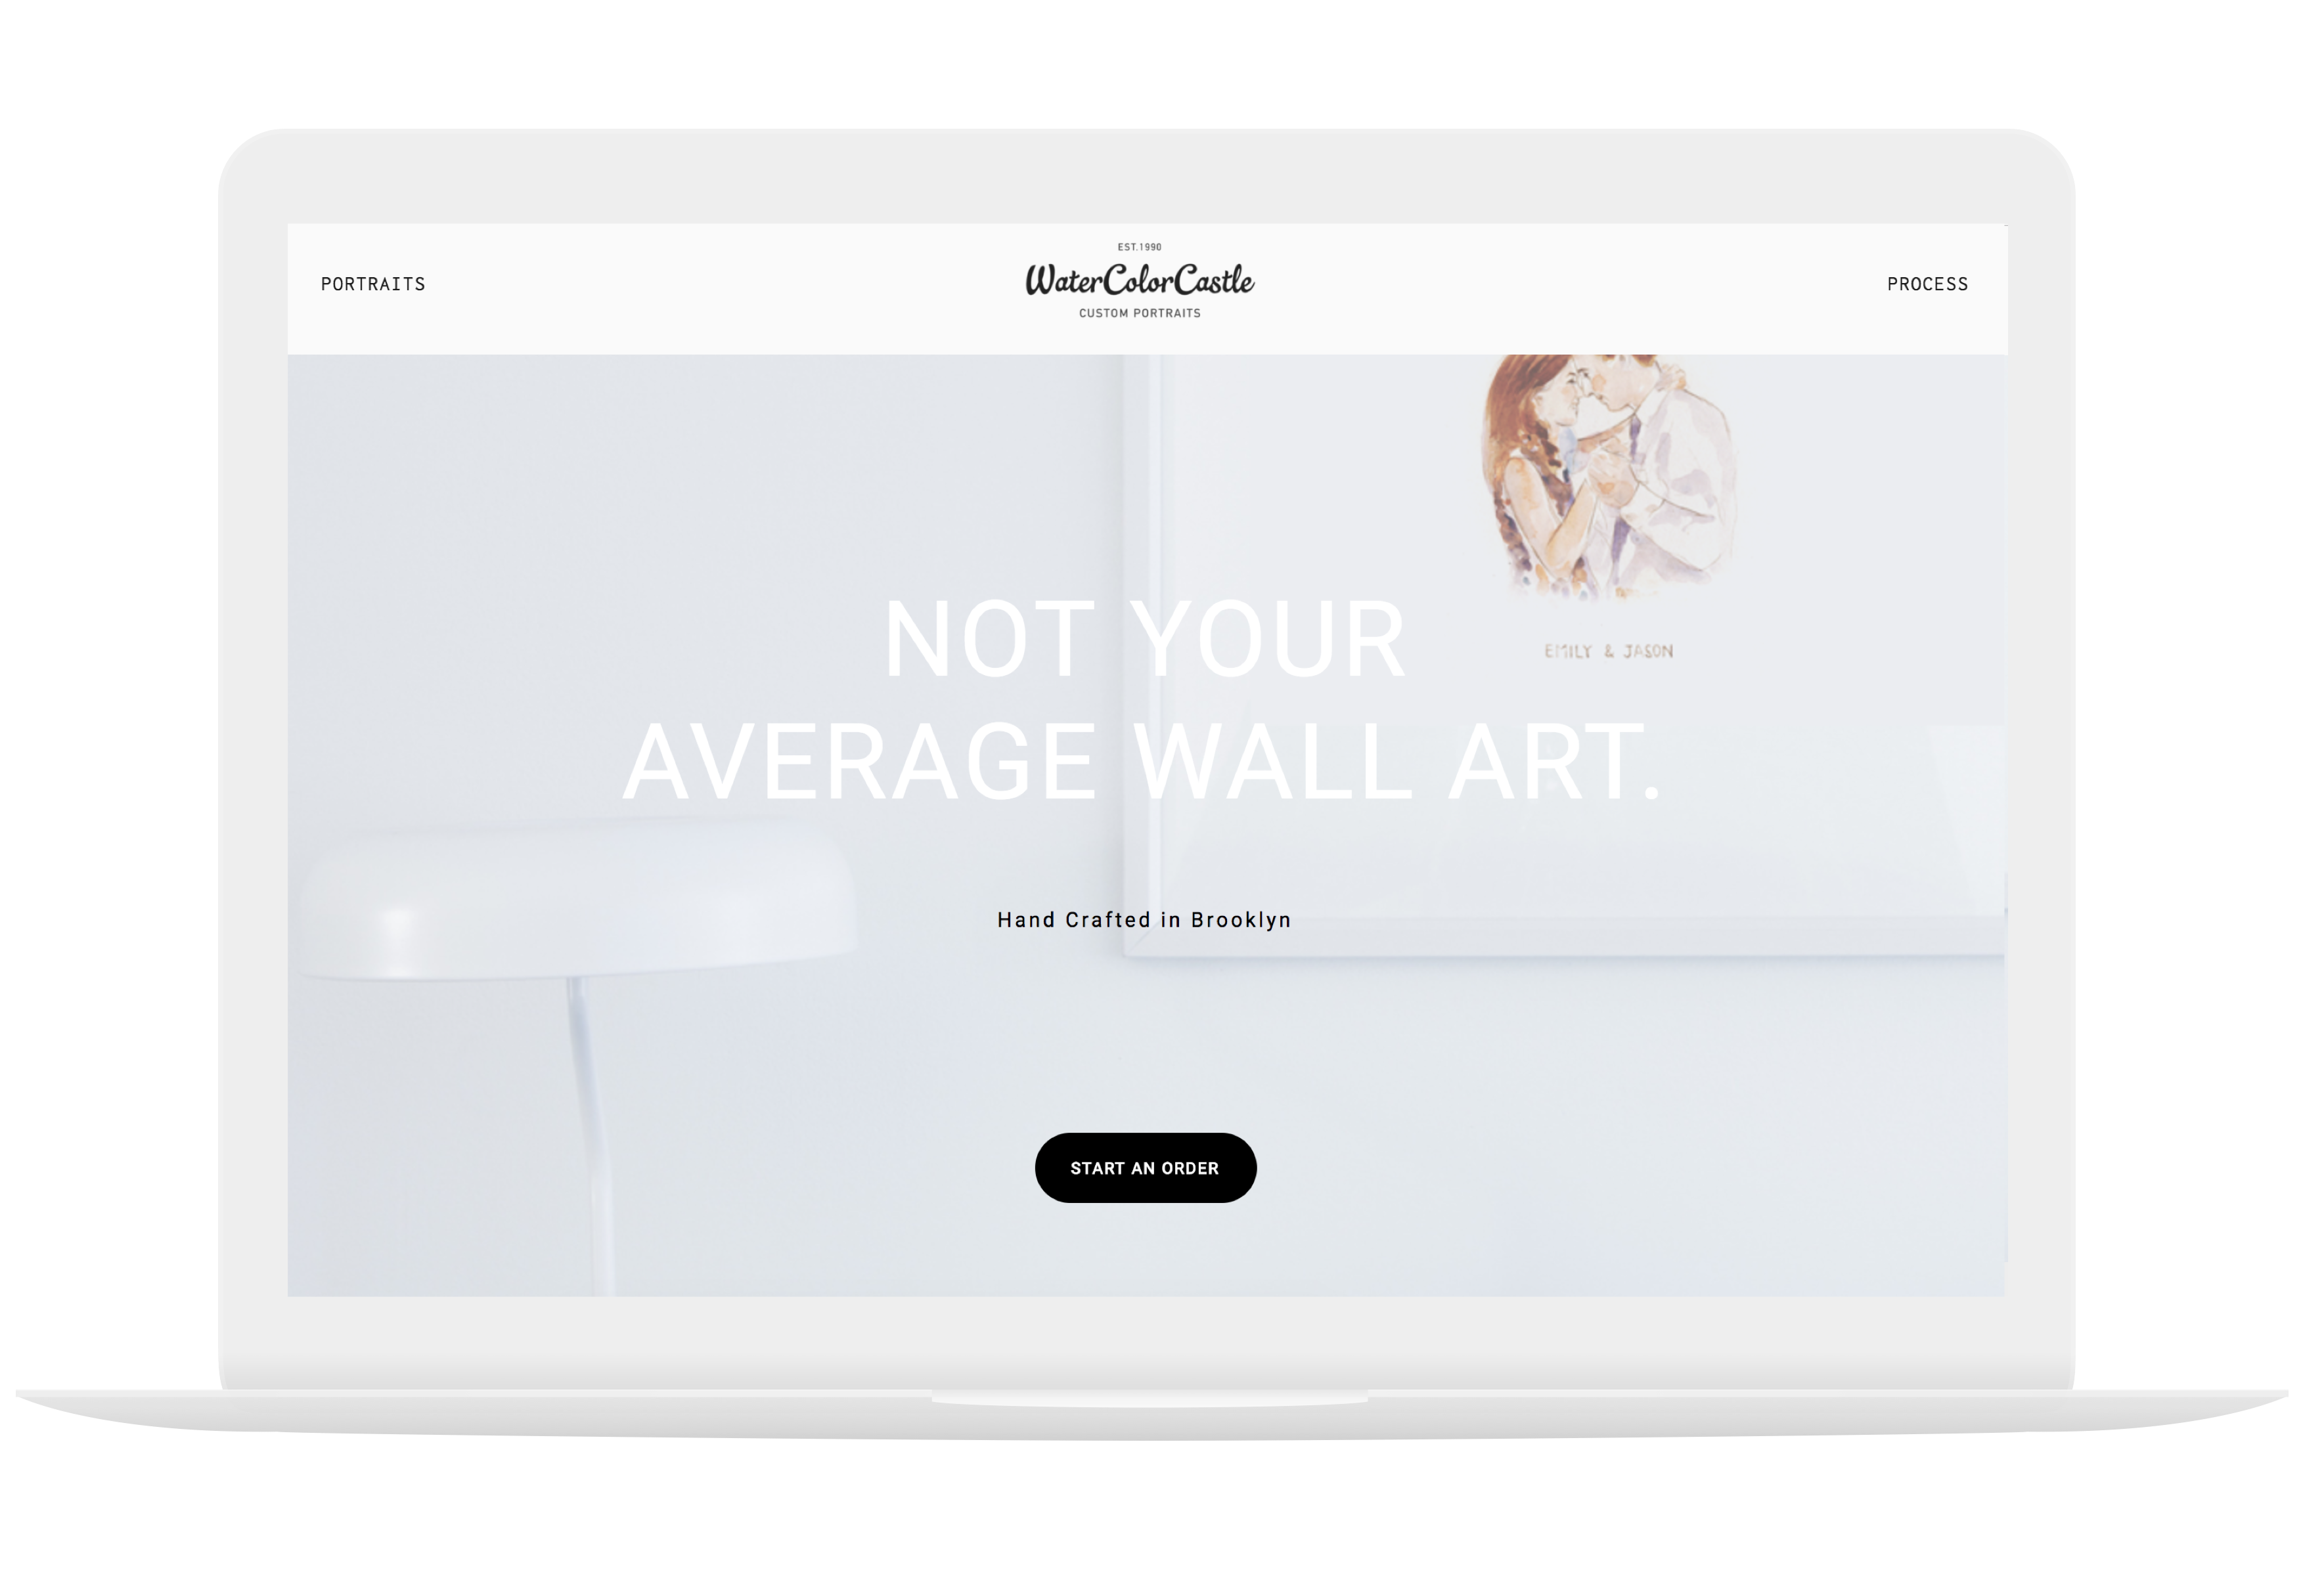 EST.1990
PORTRAITS
WaterColorCastle
PROCESS
CUSTOM PORTRAITS
EMILY & JASON
NOT YOUR
AVERAGE WALL ART.
Hand Crafted in Brooklyn
START AN ORDER